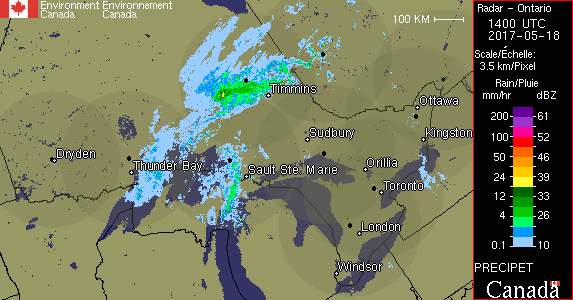 Environment Environnement
Canada Canada
100 KM
Timmins
Ottawa
Sudbury
Kingston
Dryden
Thunder Bay
Sault Ste. Marie
Orillia
Toronto
London
Windsor
Radar - Ontario
1400 UTC
2017-05-18
Scale/Échelle:
3.5 km/Pixel
Rain/Pluie
mm/hr dBZ
200 61
100 52
50 46
24 39
12 33
4 26
0.1 10
PRECIPET
Canada